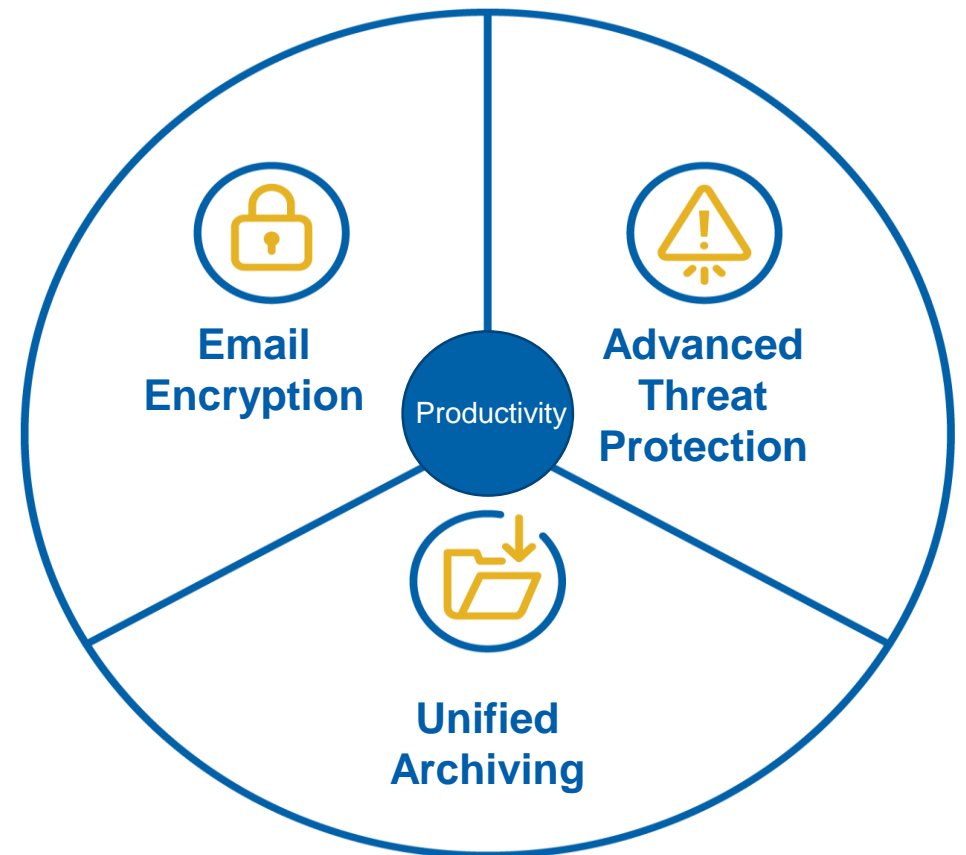 Email
Encryption
Advanced
Threat
Protection
Productivity
Unified
Archiving